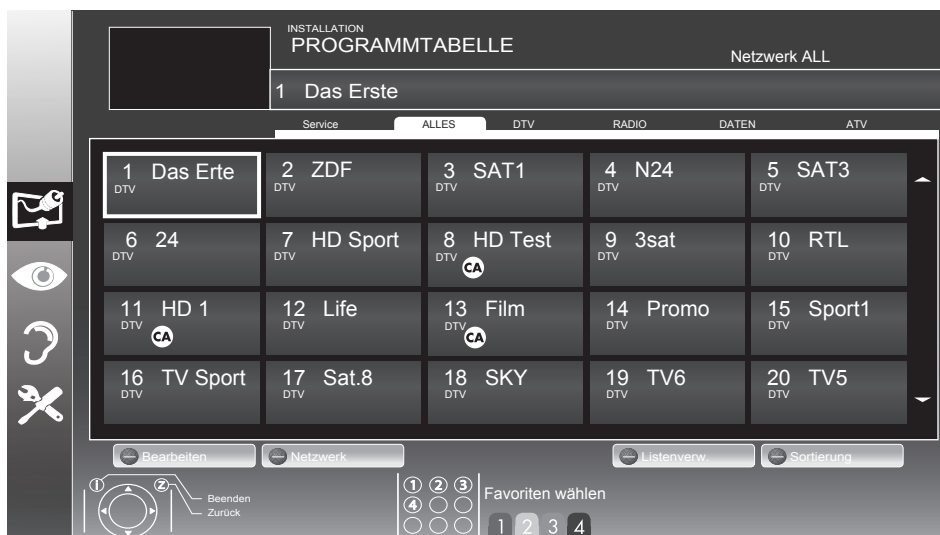 INSTALLATION
PROGRAMMTABELLE
Netzwerk ALL
1 Das Erste
Service ALLES DTV RADIO DATEN ATV
1 Das Erte 2 ZDF 3 SAT1 4 N24 5 SAT3
DTV DTV DTV DTV DTV
6 24 7 HD Sport 8 HD Test 9 3sat 10 RTL
DTV DTV DTV DTV DTV
CA
11 HD 1 12 Life 13 Film 14 Promo 15 Sport1
DTV DTV DTV DTV DTV
CA CA
16 TV Sport 17 Sat.8 18 SKY 19 TV6 20 TV5
DTV DTV DTV DTV DTV
Bearbeiten Netzwerk Listenverw. Sortierung
i Z 1 2 3
Beenden 4 Favoriten wählen
Zurück
1 2 3 4